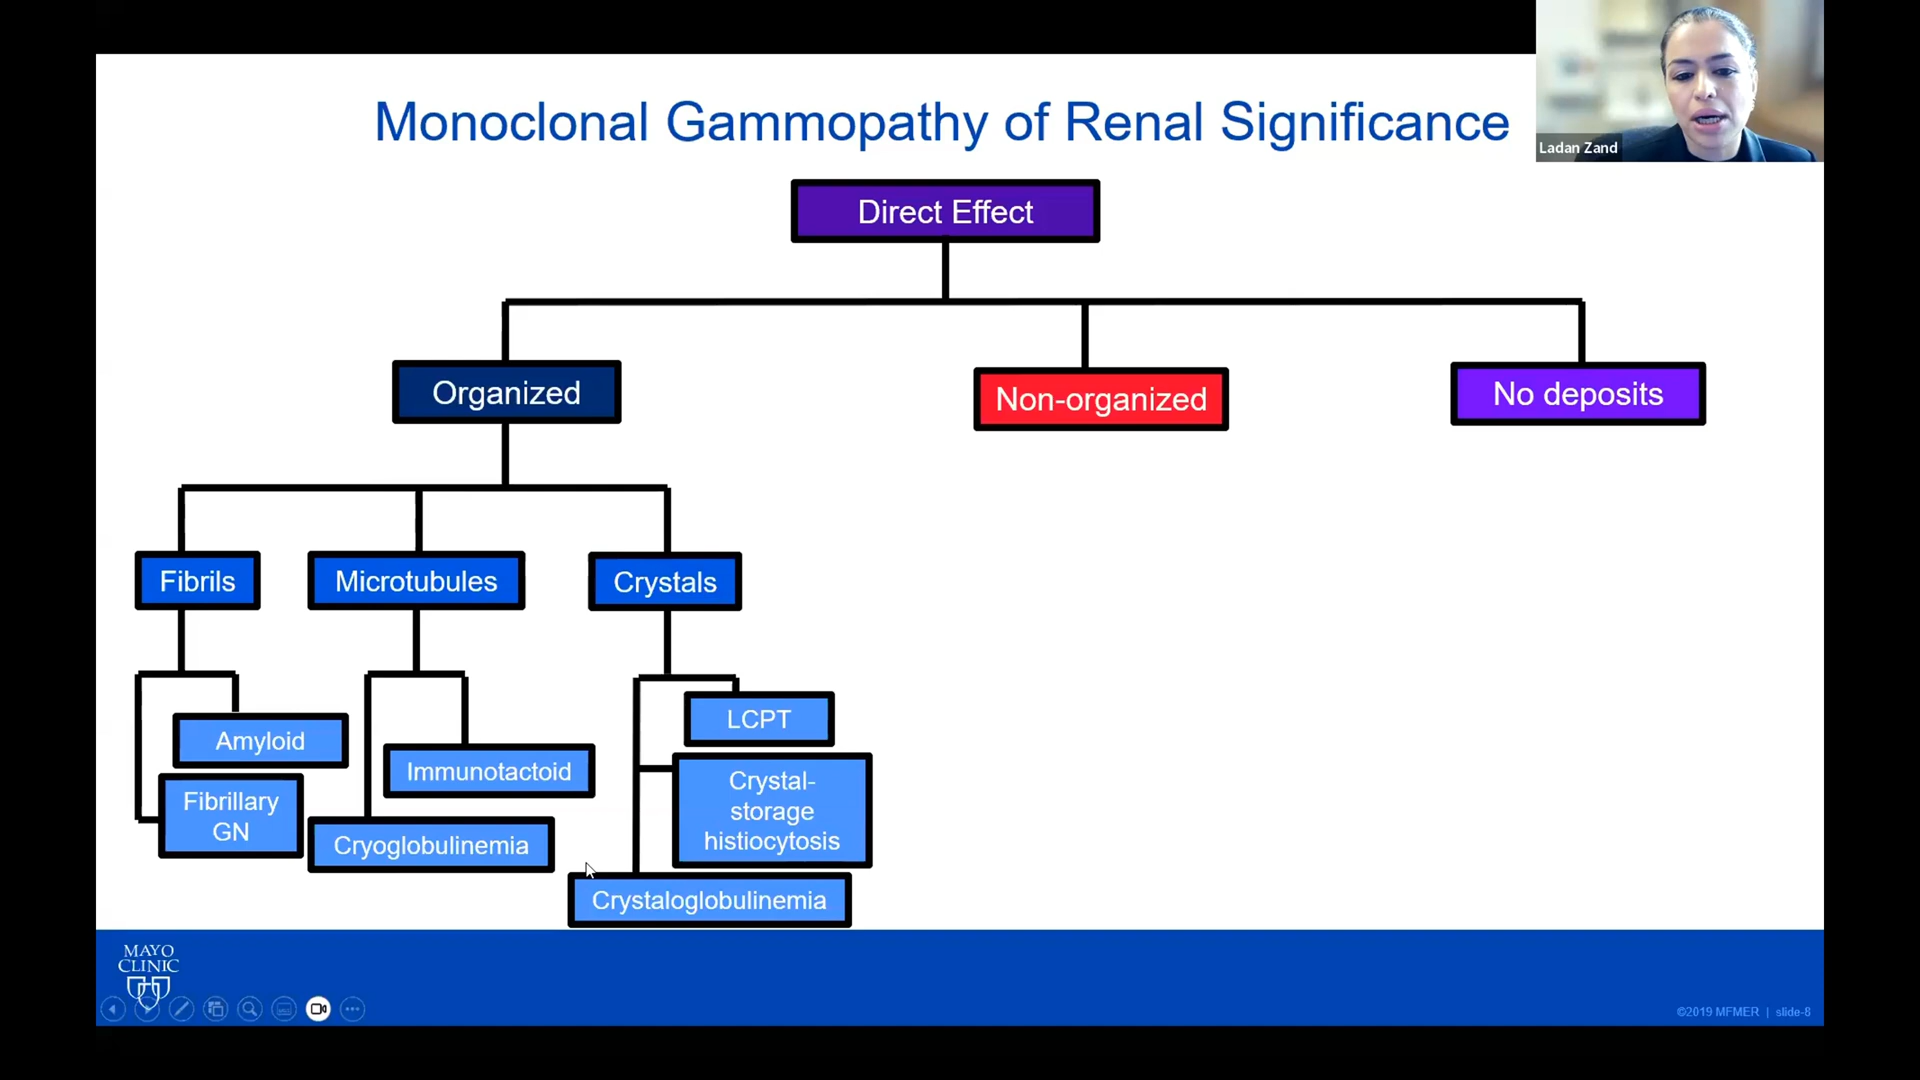 Monoclonal Gammopathy of Renal Significance
Ladan Zand
Direct Effect
Organized
Non-organized
No deposits
Fibrils
Microtubules
Crystals
Amyloid
Fibrillary
GN
Immunotactoid
Cryoglobulinemia
LCPT
Crystal-
storage
histiocytosis
Crystaloglobulinemia
MAYO
CLINIC
©2019 MFMER | slide-8